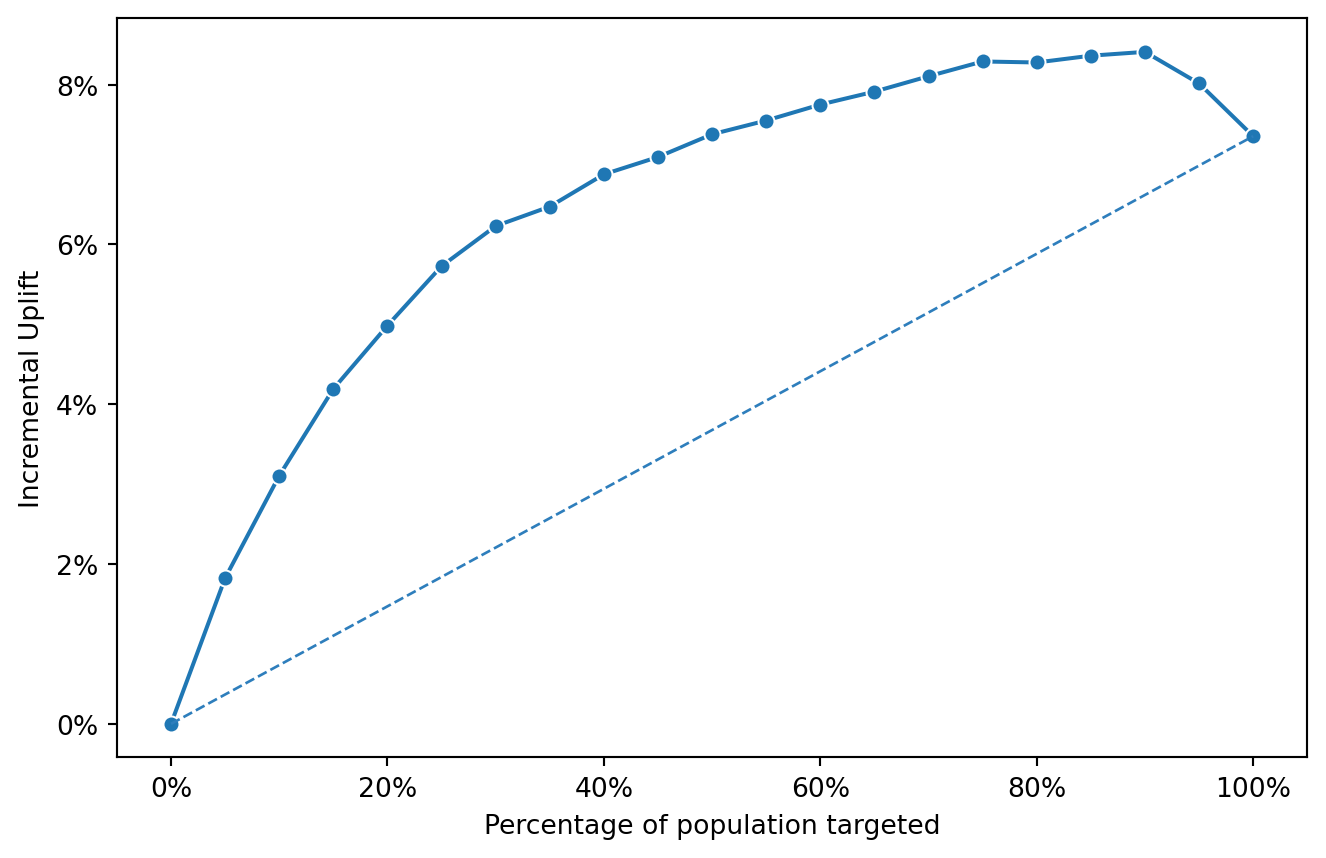 8%
6%
4%
2%
0%
Incremental Uplift
0% 20% 40% 60% 80% 100%
Percentage of population targeted